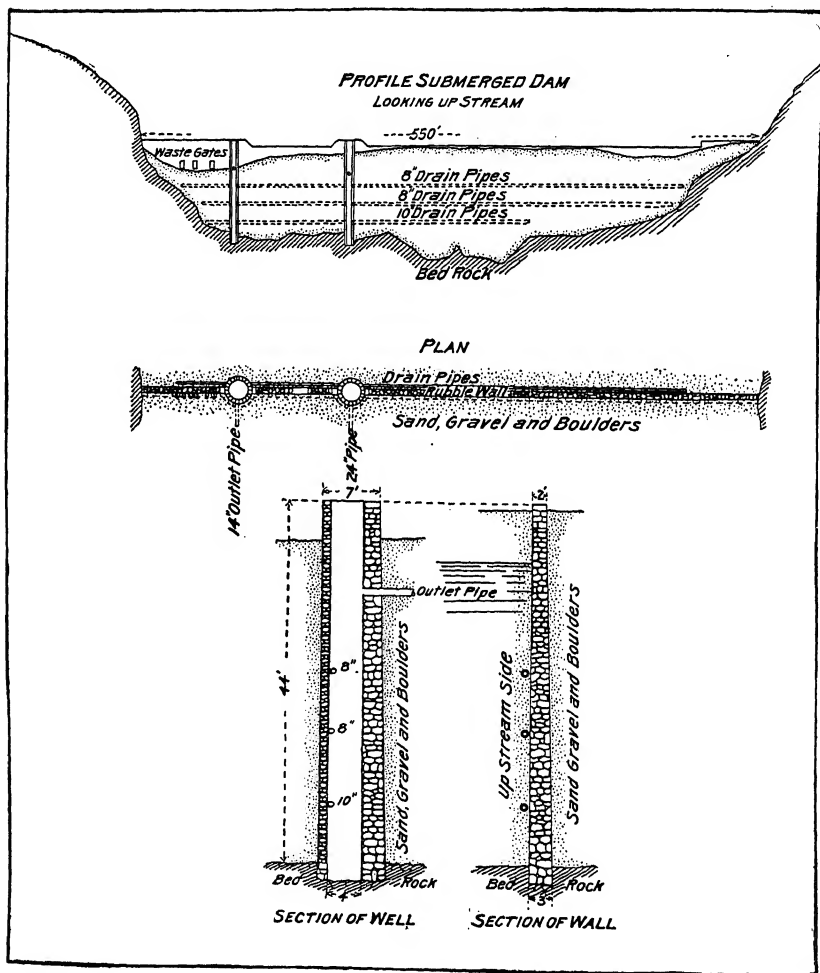 PROFILE SUBMERGED DAM
LOOKING UP STREAM
550'
Waste Gates
8" Drain Pipes
8" Drain Pipes
10" Drain Pipes
Bed Rock
PLAN
Drain Pipes
Rubble Wall
Sand, Gravel and Boulders
14" Outlet Pipe
24" Pipe
7'
2'
Outlet Pipe
44'
8"
8"
10"
Sand, Gravel and Boulders
Up Stream Side
Sand Gravel and Boulders
Bed Rock
4'
Bed Rock
3'
SECTION OF WELL
SECTION OF WALL